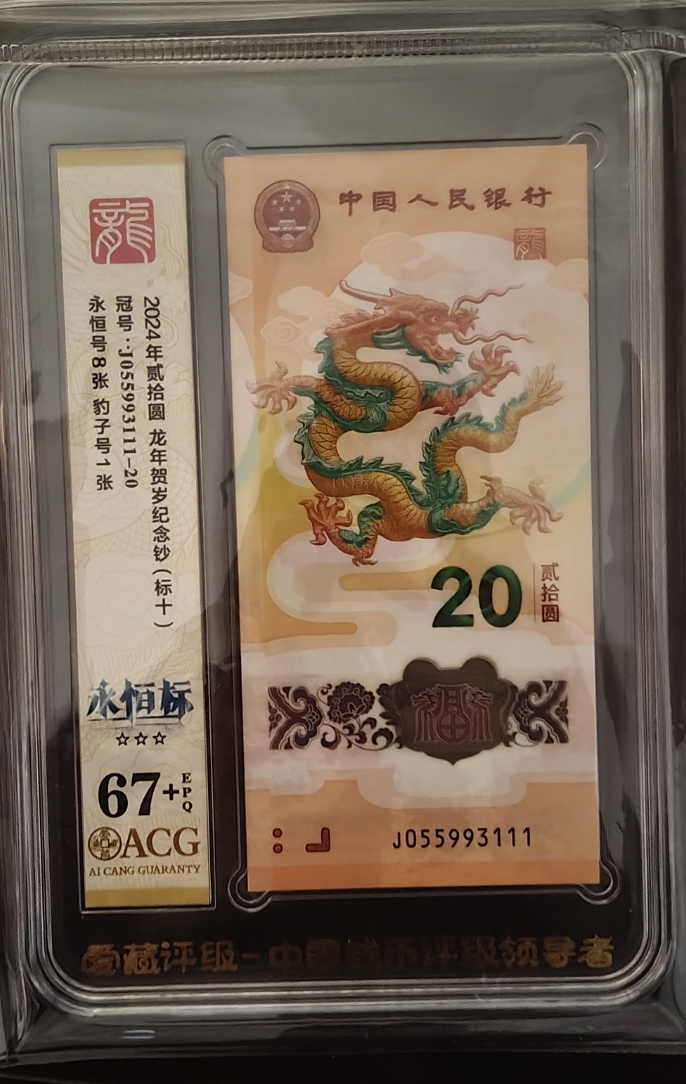 龍
2024年贰拾圆 龙年贺岁纪念钞(标十)
冠号:J055993111-20
永恒号8张 豹子号1张
永恒标
☆☆☆
67+EPQ
ACG
AI CANG GUARANTY
中国人民银行
龍
20
贰拾圆
福
J055993111
爱藏评级-中国钱币评级领导者